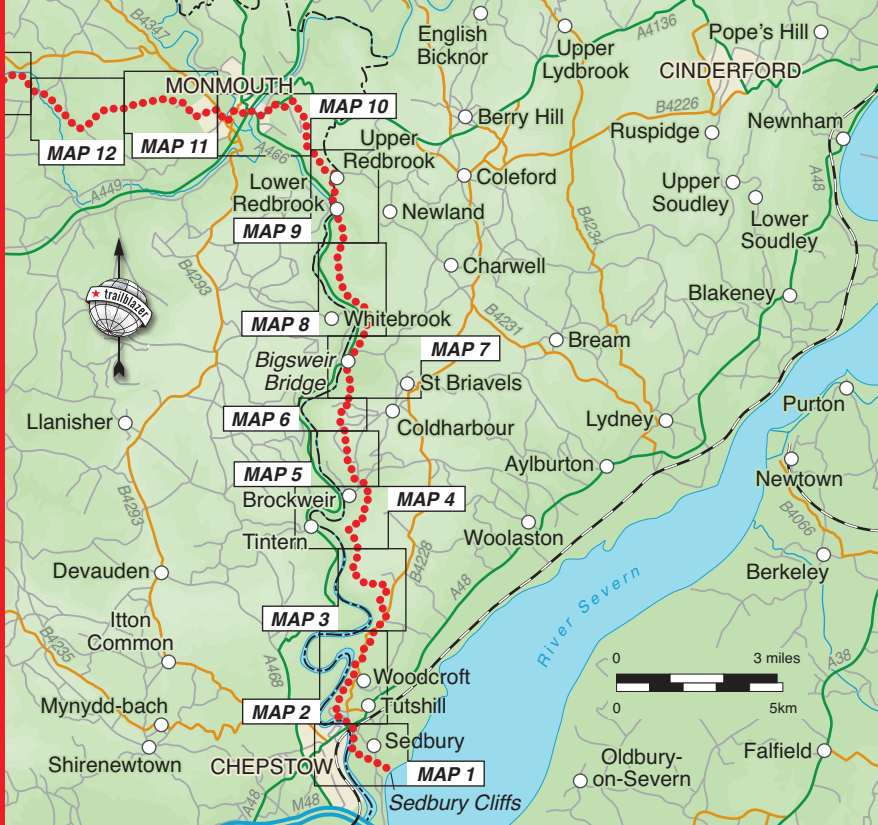 B4347
English
Bicknor
A4136
Upper
Lydbrook
Pope's Hill
CINDERFORD
MONMOUTH
MAP 10
B4226
Berry Hill
Ruspidge
Newnham
MAP 12
MAP 11
A466
Upper
Redbrook
A449
Lower
Redbrook
Coleford
Upper
Soudley
A48
Newland
B4234
Lower
Soudley
MAP 9
Charwell
B4293
trailblazer
Blakeney
MAP 8
Whitebrook
B4231
Bream
Bigsweir
Bridge
MAP 7
St Briavels
Purton
MAP 6
Coldharbour
Llanisher
Lydney
Aylburton
MAP 5
Newtown
Brockweir
MAP 4
B4293
B4066
Tintern
Woolaston
Devauden
B4228
A48
Berkeley
River Severn
Itton
Common
MAP 3
B4235
A468
0
3 miles
A38
Woodcroft
Mynydd-bach
MAP 2
Tutshill
0
5km
Shirenewtown
Sedbury
CHEPSTOW
MAP 1
Oldbury-
on-Severn
Falfield
A48
M48
Sedbury Cliffs